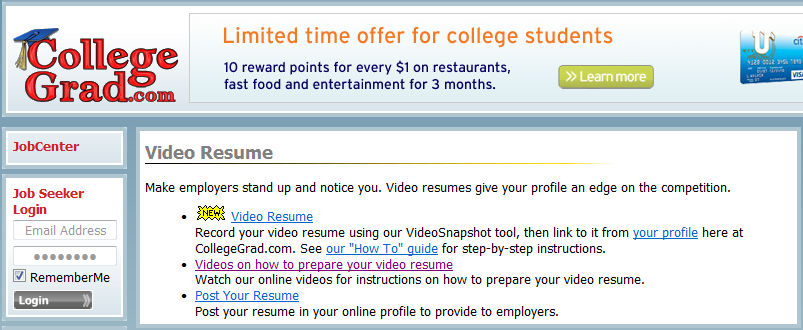 College
Grad.com
Limited time offer for college students
10 reward points for every $1 on restaurants,
fast food and entertainment for 3 months.
>> Learn more
citi
U
VISA
JobCenter
Job Seeker
Login
Email Address
RememberMe
Login
Video Resume
Make employers stand up and notice you. Video resumes give your profile an edge on the competition.
• NEW Video Resume
Record your video resume using our VideoSnapshot tool, then link to it from your profile here at
CollegeGrad.com. See our "How To" guide for step-by-step instructions.
• Videos on how to prepare your video resume
Watch our online videos for instructions on how to prepare your video resume.
• Post Your Resume
Post your resume in your online profile to provide to employers.